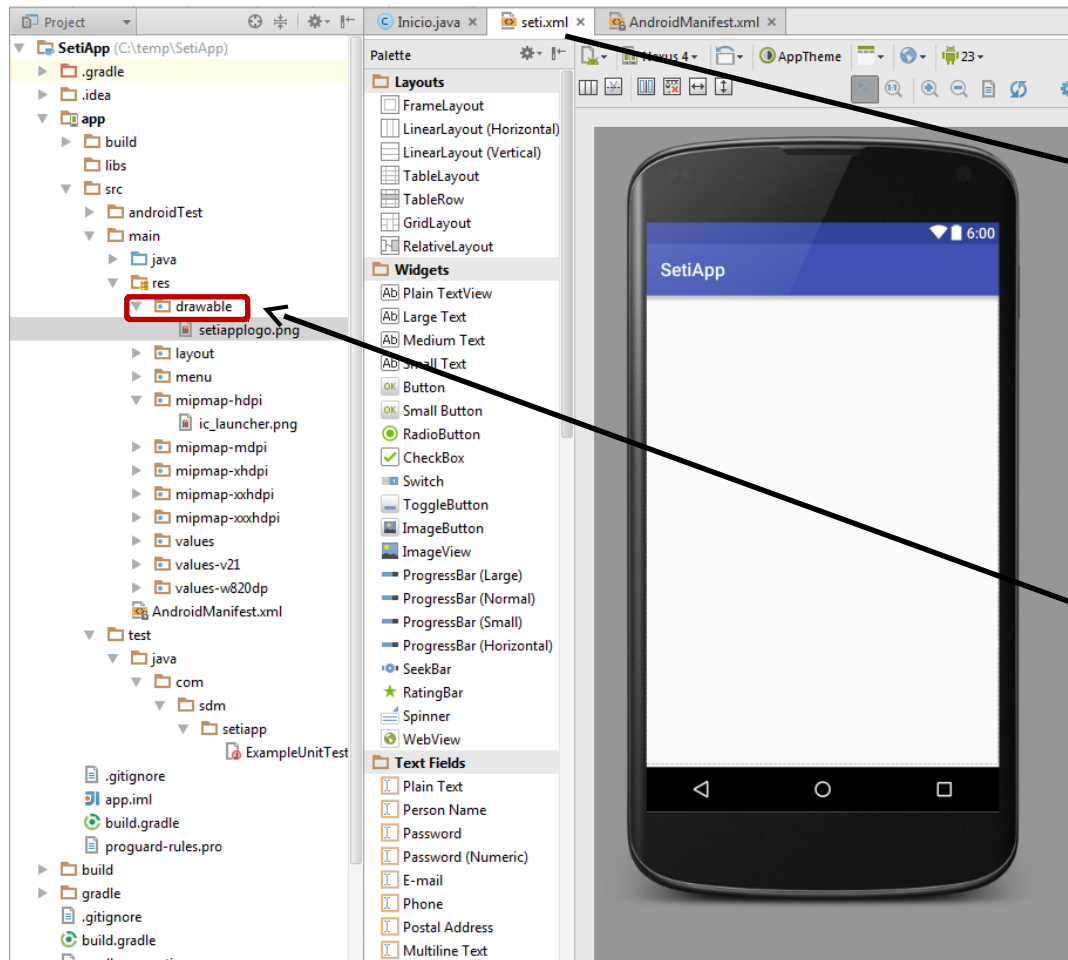 Project
Inicio.java
seti.xml
AndroidManifest.xml
SetiApp (C:\temp\SetiApp)
.gradle
.idea
app
build
libs
src
androidTest
main
java
res
drawable
setiapplogo.png
layout
menu
mipmap-hdpi
ic_launcher.png
mipmap-mdpi
mipmap-xhdpi
mipmap-xxhdpi
mipmap-xxxhdpi
values
values-v21
values-w820dp
AndroidManifest.xml
test
java
com
sdm
setiapp
ExampleUnitTest
.gitignore
app.iml
build.gradle
proguard-rules.pro
build
gradle
.gitignore
build.gradle
Palette
Layouts
FrameLayout
LinearLayout (Horizontal)
LinearLayout (Vertical)
TableLayout
TableRow
GridLayout
RelativeLayout
Widgets
Ab Plain TextView
Ab Large Text
Ab Medium Text
Ab Small Text
OK Button
OK Small Button
RadioButton
CheckBox
Switch
ToggleButton
ImageButton
ImageView
ProgressBar (Large)
ProgressBar (Normal)
ProgressBar (Small)
ProgressBar (Horizontal)
SeekBar
RatingBar
Spinner
WebView
Text Fields
Plain Text
Person Name
Password
Password (Numeric)
E-mail
Phone
Postal Address
Multiline Text
Nexus 4 AppTheme 23
6:00
SetiApp